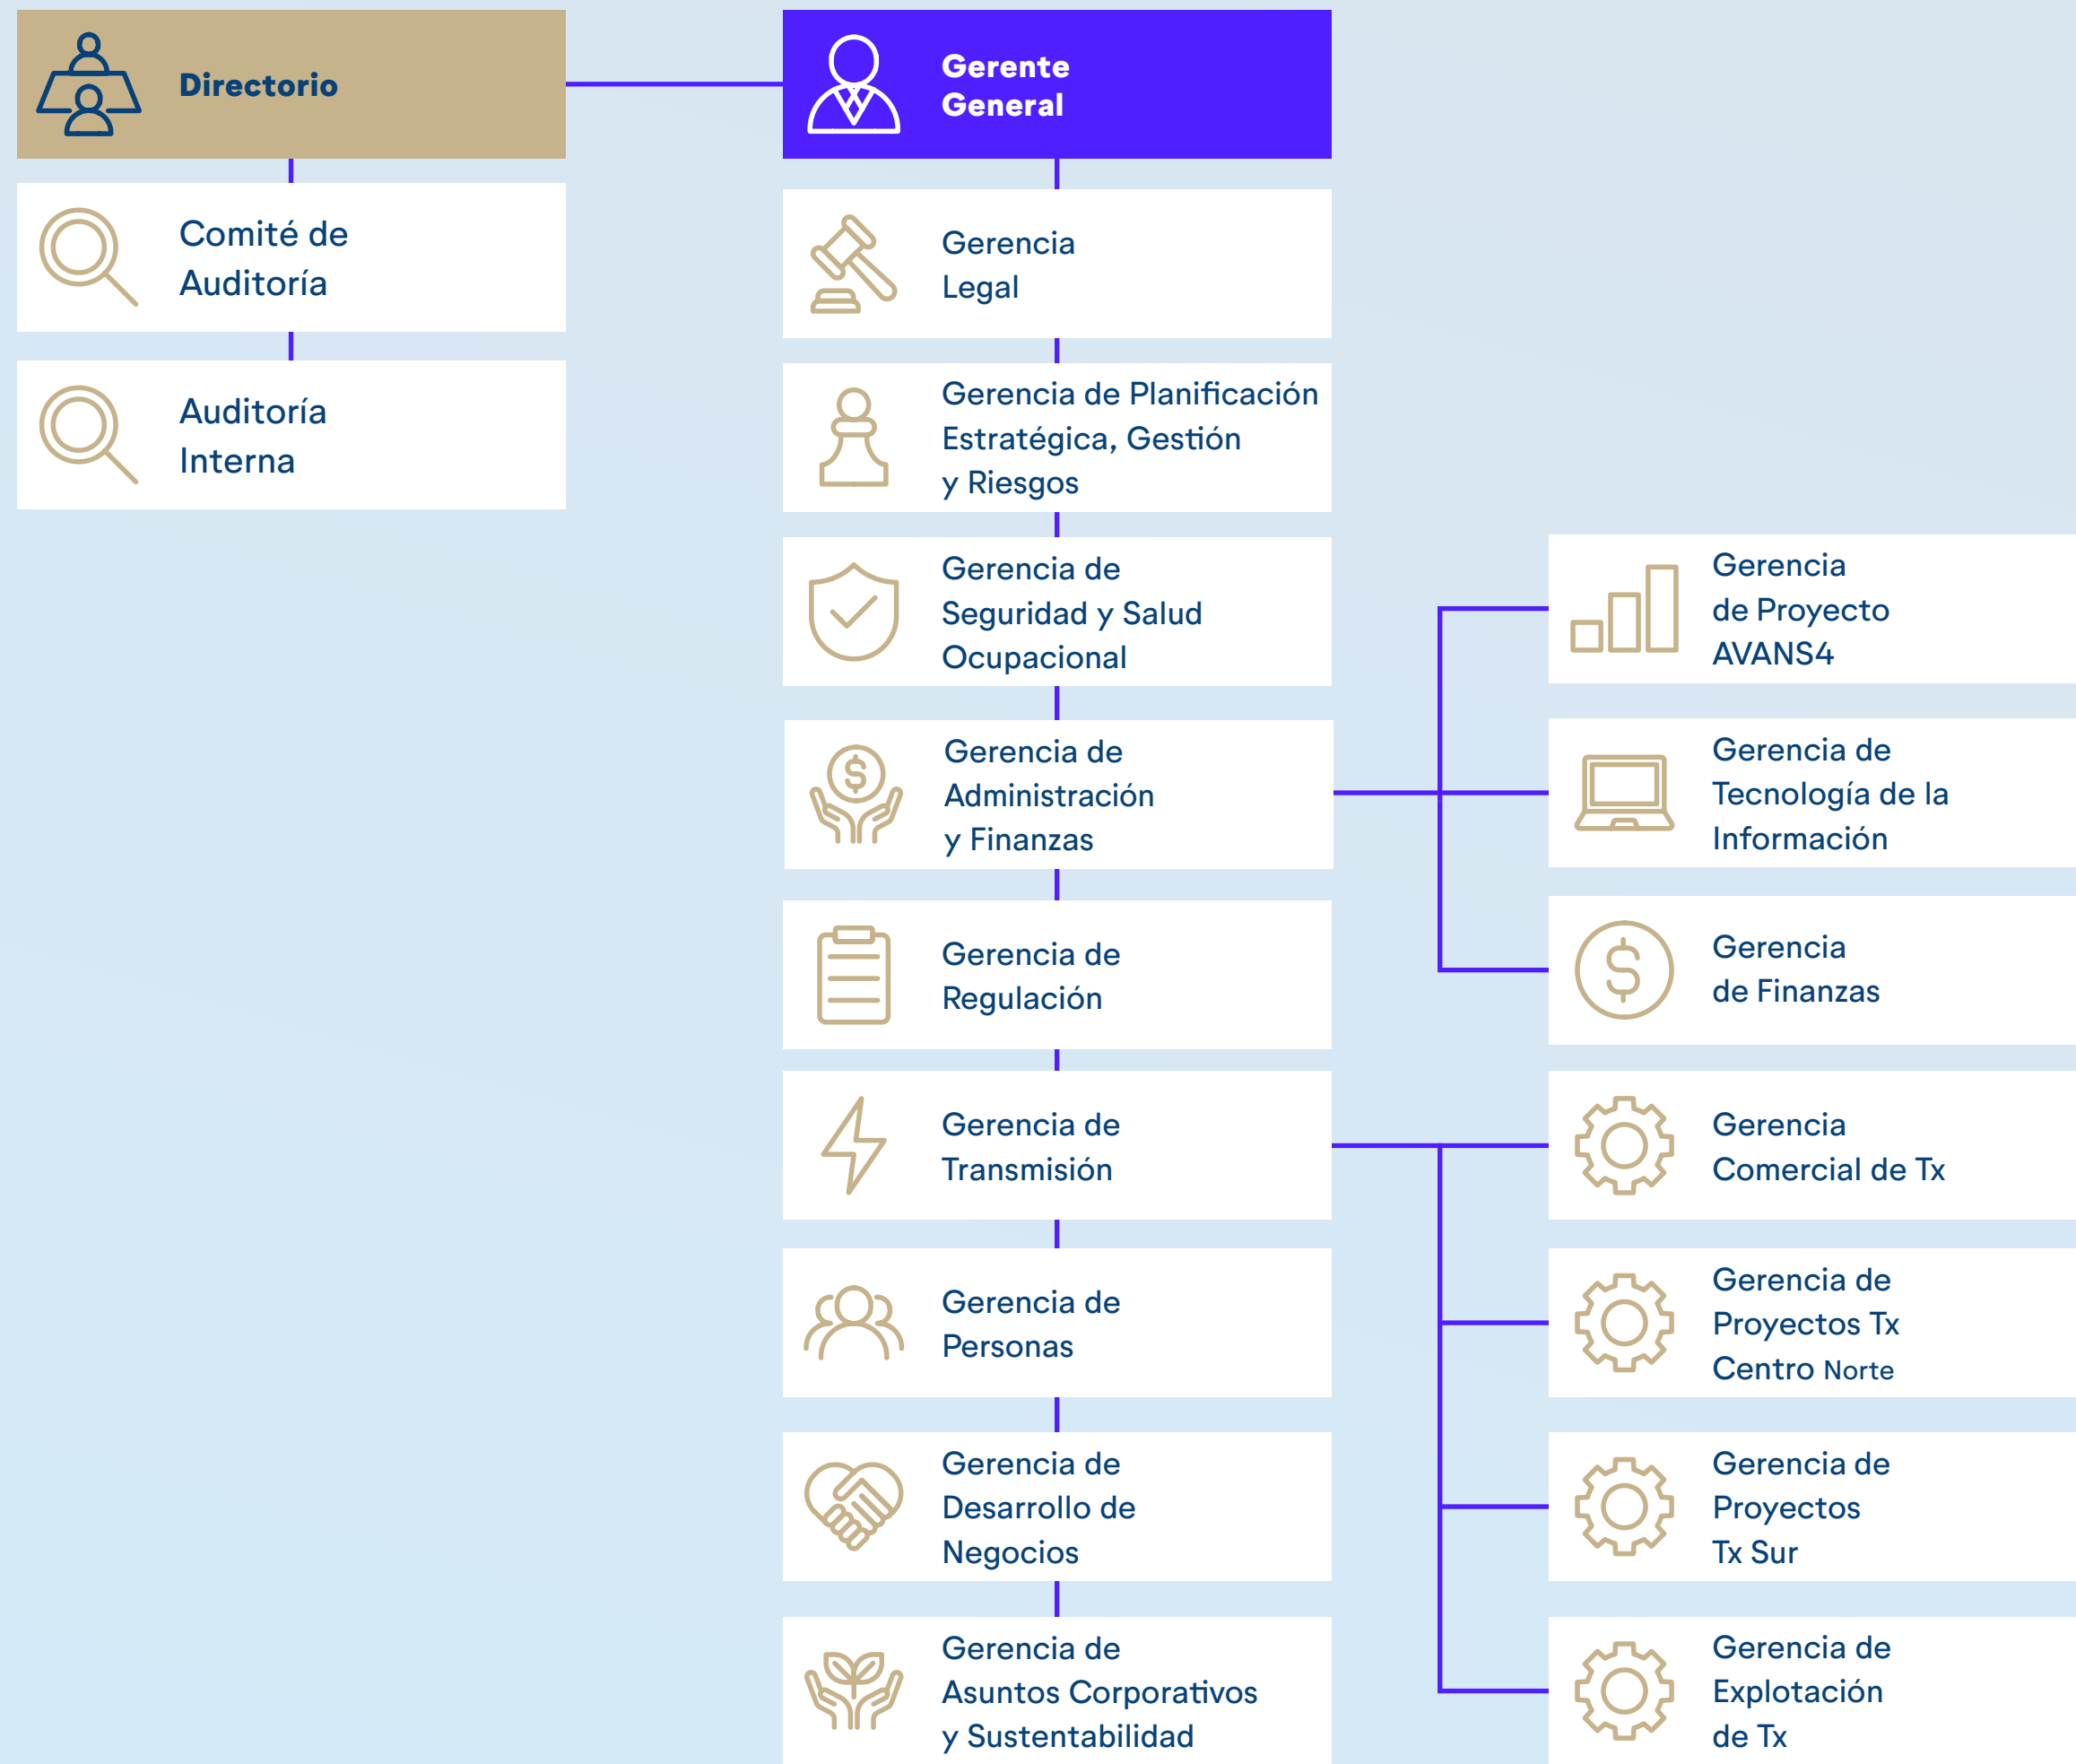 Directorio
Comité de
Auditoría
Auditoría
Interna
Gerente
General
Gerencia
Legal
Gerencia de Planificación
Estratégica, Gestión
y Riesgos
Gerencia de
Seguridad y Salud
Ocupacional
Gerencia de
Administración
y Finanzas
Gerencia de
Regulación
Gerencia de
Transmisión
Gerencia de
Personas
Gerencia de
Desarrollo de
Negocios
Gerencia de
Asuntos Corporativos
y Sustentabilidad
Gerencia
de Proyecto
AVANS4
Gerencia de
Tecnología de la
Información
Gerencia
de Finanzas
Gerencia
Comercial de Tx
Gerencia de
Proyectos Tx
Centro Norte
Gerencia de
Proyectos
Tx Sur
Gerencia de
Explotación
de Tx